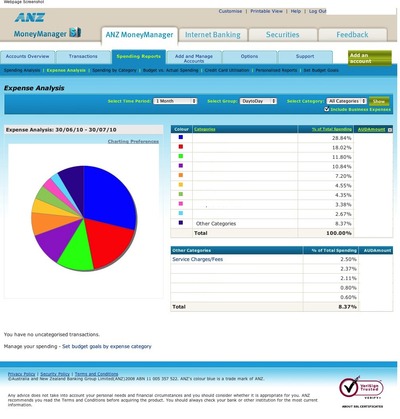 Webpage Screenshot
Customise | Printable View | Help | Log Out
ANZ
MoneyManager
ANZ MoneyManager
Internet Banking
Securities
Feedback
Accounts Overview
Transactions
Spending Reports
Add and Manage Accounts
Options
Support
Add an account
Spending Analysis | Expense Analysis | Spending by Category | Budget vs. Actual Spending | Credit Card Utilisation | Personalised Reports | Set Budget Goals
Expense Analysis
Select Time Period: 1 Month
Select Group: DaytoDay
Select Category: All Categories
Show
Include Business Expenses
Expense Analysis: 30/06/10 - 30/07/10
Charting Preferences
Colour Categories % of Total Spending AUDAmount
28.84%
18.02%
11.80%
10.84%
7.20%
4.55%
4.35%
3.38%
2.67%
Other Categories 8.37%
Total 100.00%
Other Categories % of Total Spending AUDAmount
Service Charges/Fees 2.50%
2.37%
2.11%
0.80%
0.60%
Total 8.37%
You have no uncategorised transactions.
Manage your spending - Set budget goals by expense category
Privacy Policy | Security Policy | Terms and Conditions
©Australia and New Zealand Banking Group Limited(ANZ)2008 ABN 11 005 357 522. ANZ's colour blue is a trade mark of ANZ.
Any advice does not take into account your personal needs and financial circumstances and you should consider whether it is appropriate for you. ANZ
recommends you read the Terms and Conditions before acquiring the product. You should always check your bank or other institution for the most current
information.
VeriSign
Trusted
VERIFY
ABOUT SSL CERTIFICATES